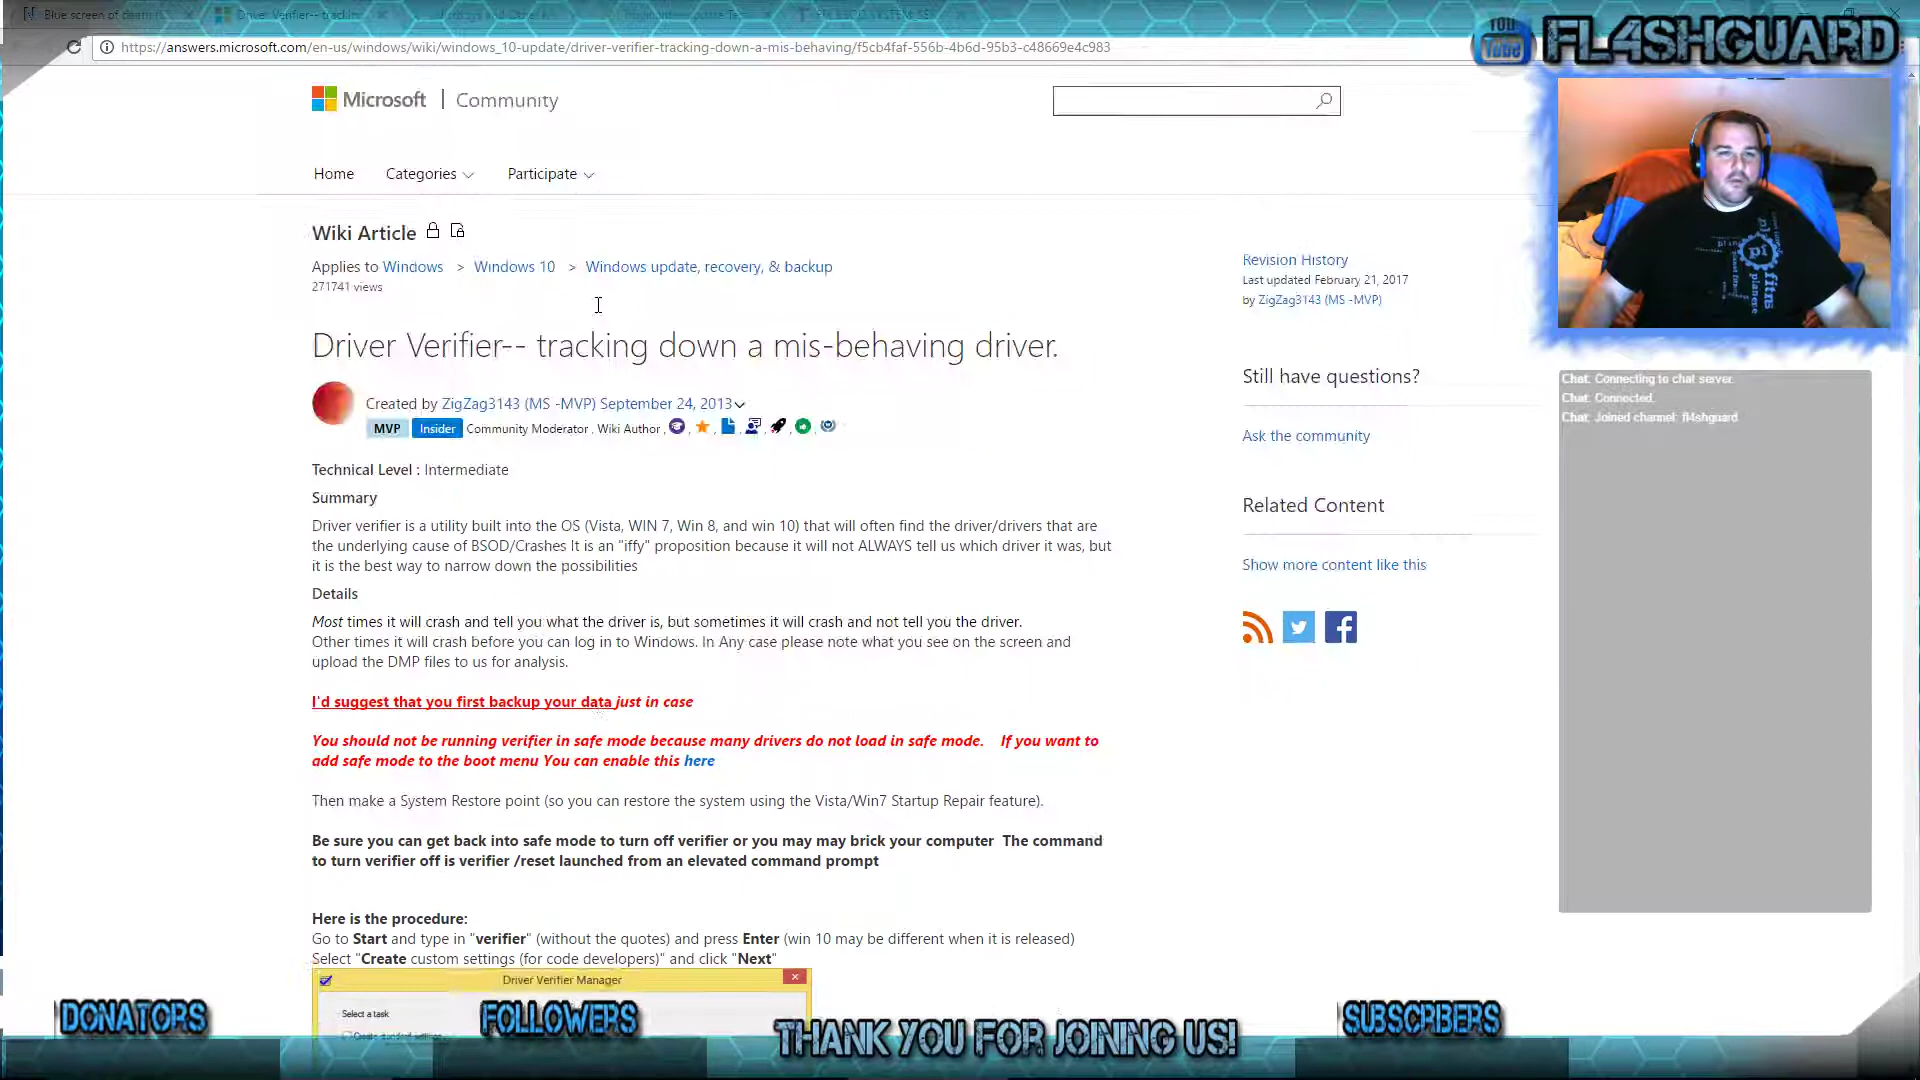 Blue screen of death (S
Driver Verifier-- trackin
https://answers.microsoft.com/en-us/windows/wiki/windows_10-update/driver-verifier-tracking-down-a-mis-behaving/f5cb4faf-556b-4b6d-95b3-c48669e4c983
You Tube FL4SHGUARD
Microsoft | Community
Home Categories Participate
Wiki Article
Applies to Windows > Windows 10 > Windows update, recovery, & backup
271741 views
Driver Verifier-- tracking down a mis-behaving driver.
Created by ZigZag3143 (MS -MVP) September 24, 2013
MVP Insider Community Moderator , Wiki Author ,
Technical Level : Intermediate
Summary
Driver verifier is a utility built into the OS (Vista, WIN 7, Win 8, and win 10) that will often find the driver/drivers that are
the underlying cause of BSOD/Crashes It is an "iffy" proposition because it will not ALWAYS tell us which driver it was, but
it is the best way to narrow down the possibilities
Details
Most times it will crash and tell you what the driver is, but sometimes it will crash and not tell you the driver.
Other times it will crash before you can log in to Windows. In Any case please note what you see on the screen and
upload the DMP files to us for analysis.
I'd suggest that you first backup your data just in case
You should not be running verifier in safe mode because many drivers do not load in safe mode. If you want to
add safe mode to the boot menu You can enable this here
Then make a System Restore point (so you can restore the system using the Vista/Win7 Startup Repair feature).
Be sure you can get back into safe mode to turn off verifier or you may may brick your computer The command
to turn verifier off is verifier /reset launched from an elevated command prompt
Here is the procedure:
Go to Start and type in "verifier" (without the quotes) and press Enter (win 10 may be different when it is released)
Select "Create custom settings (for code developers)" and click "Next"
Driver Verifier Manager
Select a task
Create standard settings
Revision History
Last updated February 21, 2017
by ZigZag3143 (MS -MVP)
Still have questions?
Ask the community
Related Content
Show more content like this
Chat: Connecting to chat server.
Chat: Connected.
Chat: Joined channel: fl4shguard
DONATORS
FOLLOWERS
THANK YOU FOR JOINING US!
SUBSCRIBERS